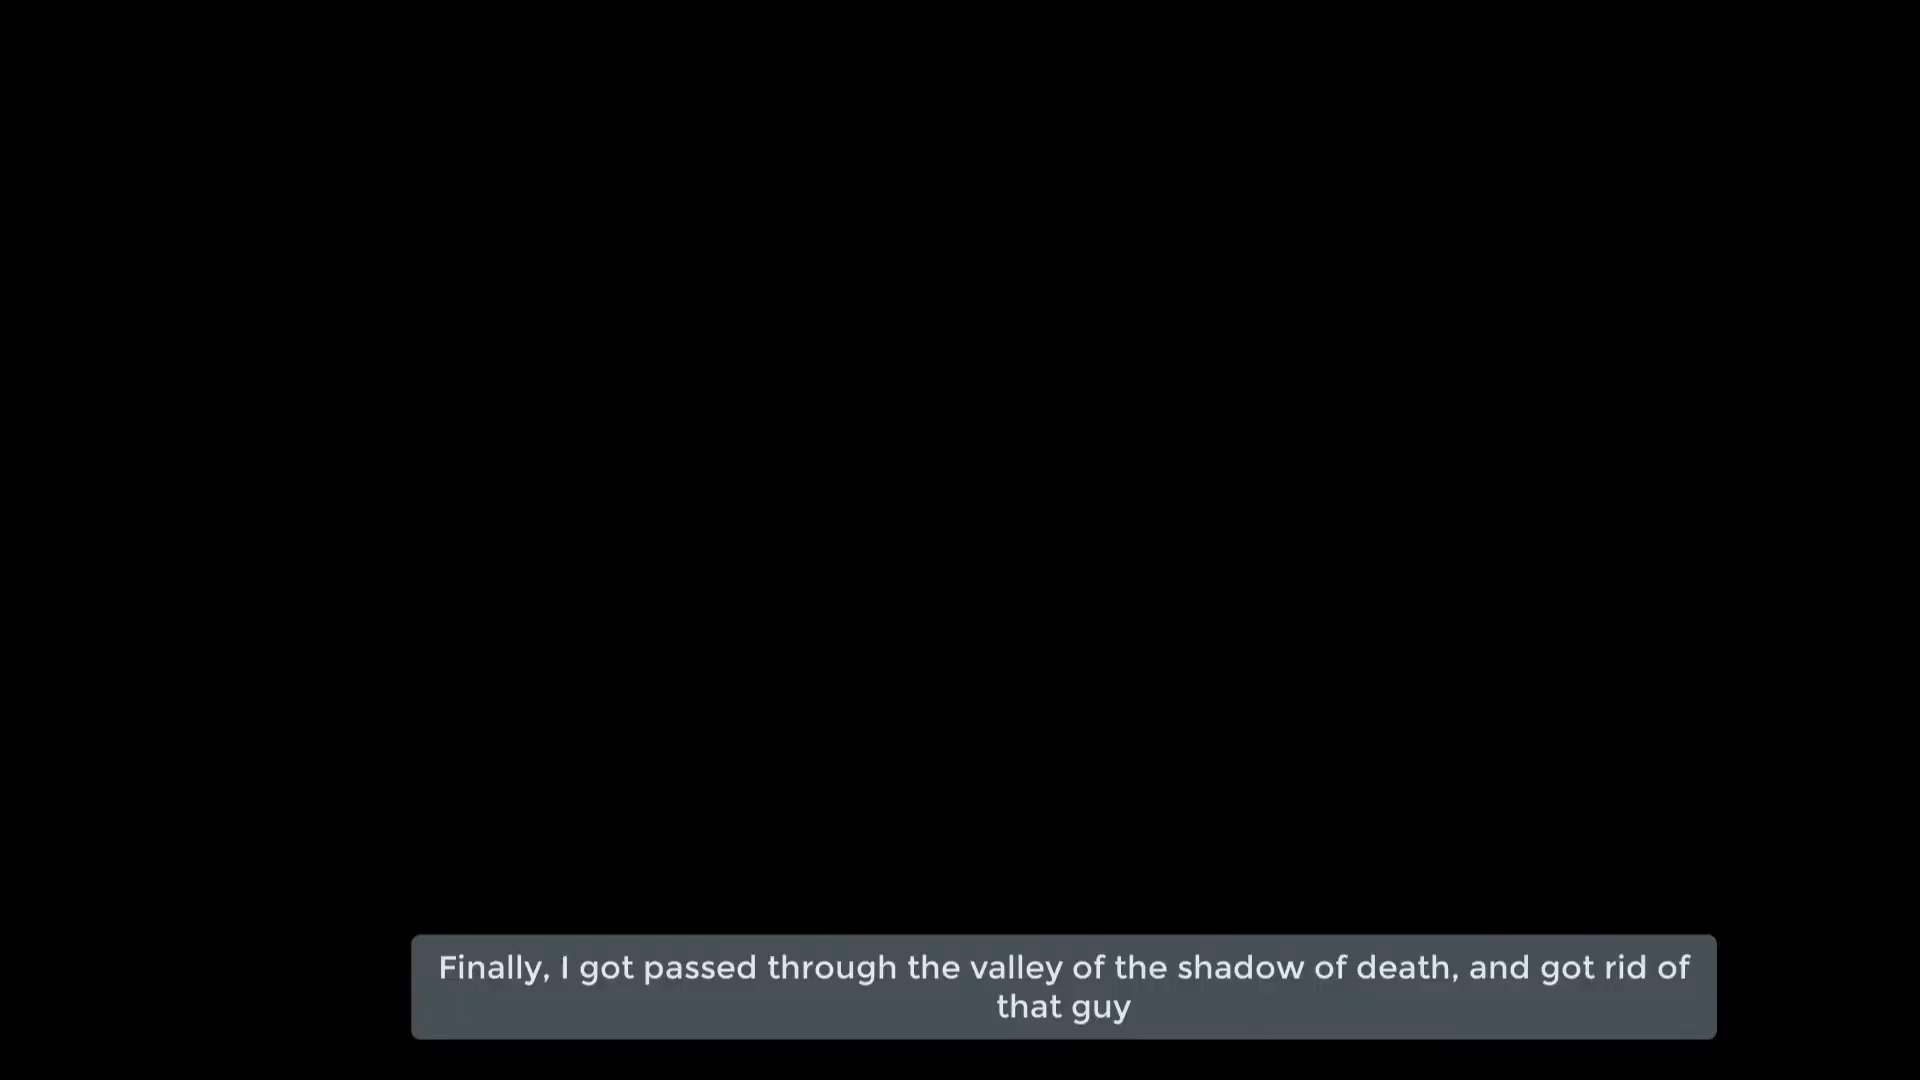 Finally, I got passed through the valley of the shadow of death, and got rid of
that guy